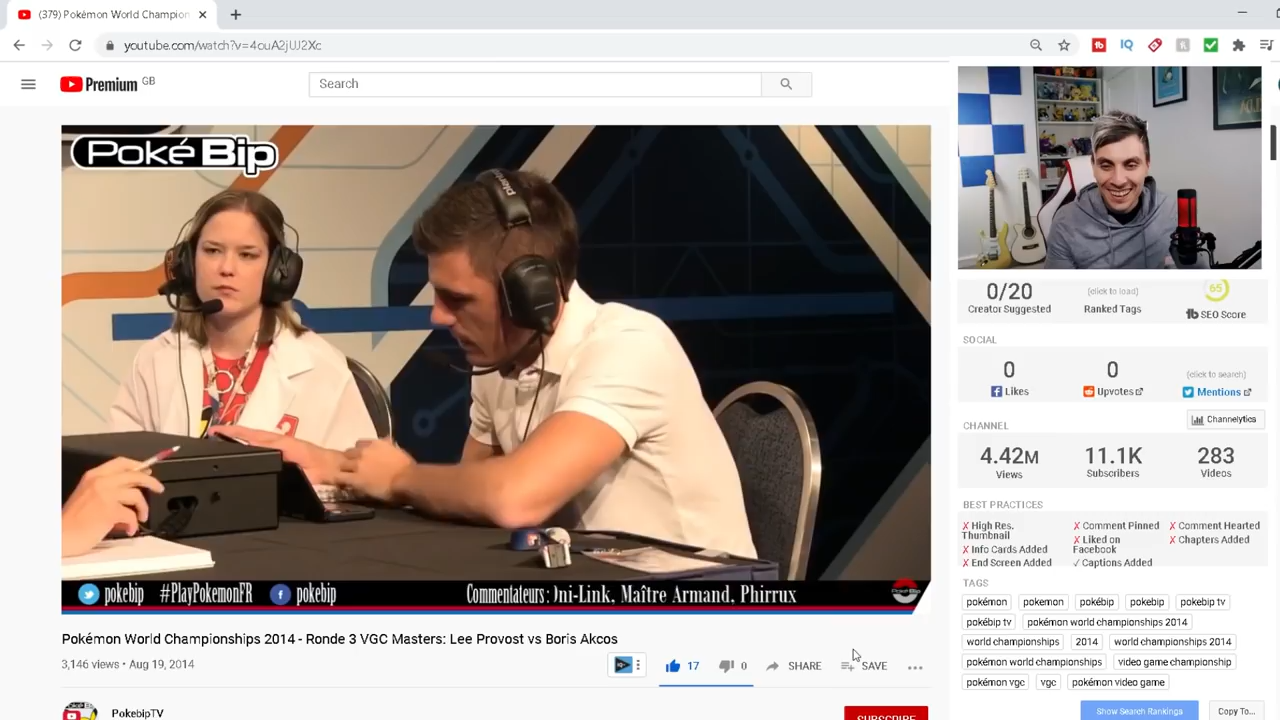 (379) Pokémon World Champion
youtube.com/watch?v=4ouA2jUJ2Xc
Premium GB
Search
Poké Bip
0/20
Creator Suggested
(click to load)
Ranked Tags
65
tb SEO Score
SOCIAL
0
Likes
0
Upvotes
(click to search)
Mentions
CHANNEL
Channelytics
4.42M
Views
11.1K
Subscribers
283
Videos
BEST PRACTICES
X High Res. Thumbnail
X Comment Pinned
X Comment Hearted
X Info Cards Added
X Liked on Facebook
X Chapters Added
X End Screen Added
✓ Captions Added
TAGS
pokémon pokemon pokébip pokebip pokebip tv
pokébip tv pokémon world championships 2014
world championships 2014 world championships 2014
pokémon world championships video game championship
pokémon vgc vgc pokémon video game
Show Search Rankings Copy To...
pokebip #PlayPokemonFR pokebip Commentateurs : Oni-Link, Maître Armand, Phirrux
Pokémon World Championships 2014 - Ronde 3 VGC Masters: Lee Provost vs Boris Akcos
3,146 views • Aug 19, 2014
17 0 SHARE SAVE
PokebipTV
SUBSCRIBE